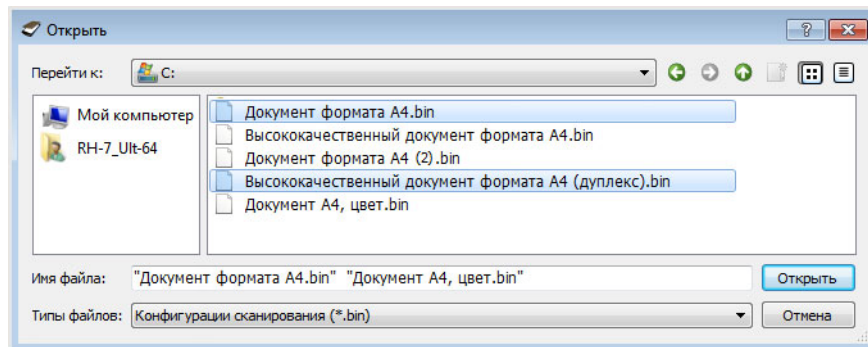 Открыть
Перейти к: C:
Мой компьютер
RH-7_Ult-64
Документ формата A4.bin
Высококачественный документ формата A4.bin
Документ формата A4 (2).bin
Высококачественный документ формата A4 (дуплекс).bin
Документ A4, цвет.bin
Имя файла: "Документ формата A4.bin" "Документ A4, цвет.bin" Открыть
Типы файлов: Конфигурации сканирования (*.bin) Отмена